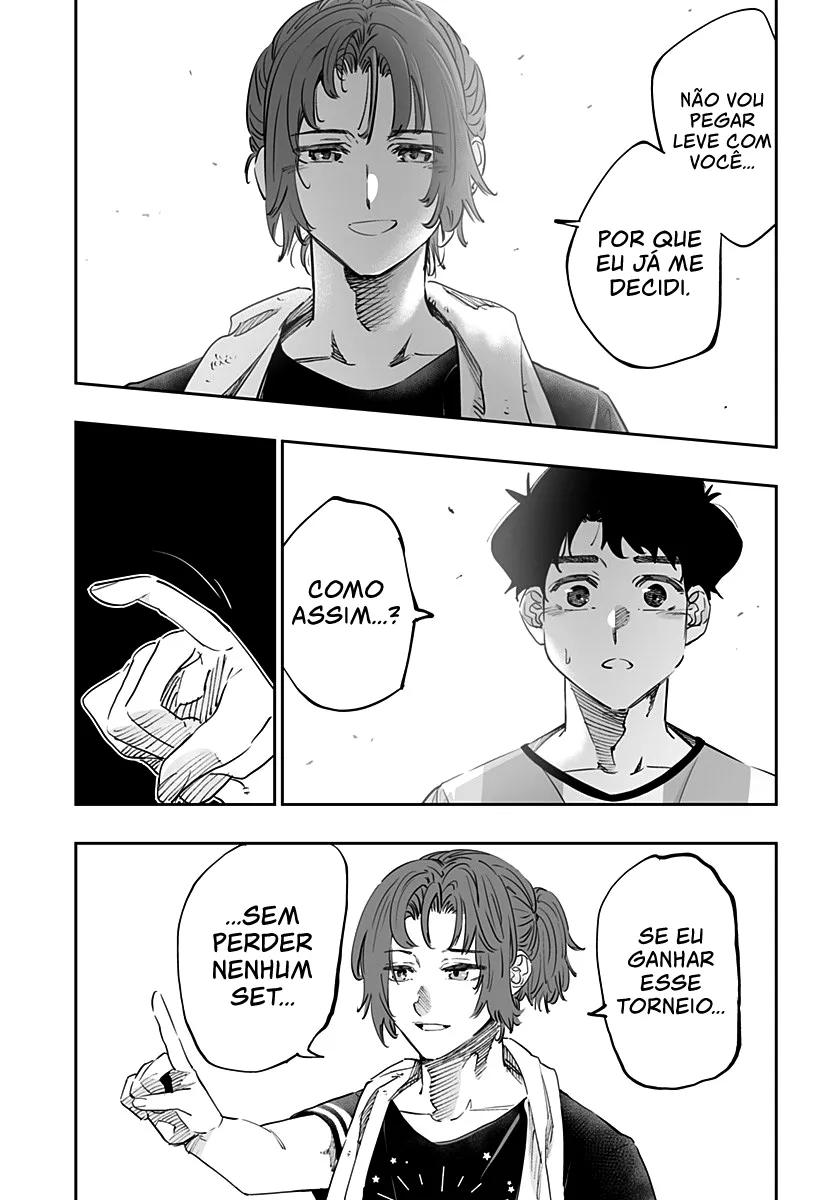 NÃO VOU
PEGAR
LEVE COM
VOCÊ...
POR QUE
EU JÁ ME
DECIDI.
COMO
ASSIM...?
SE EU
GANHAR
ESSE
TORNEIO...
...SEM
PERDER
NENHUM
SET...